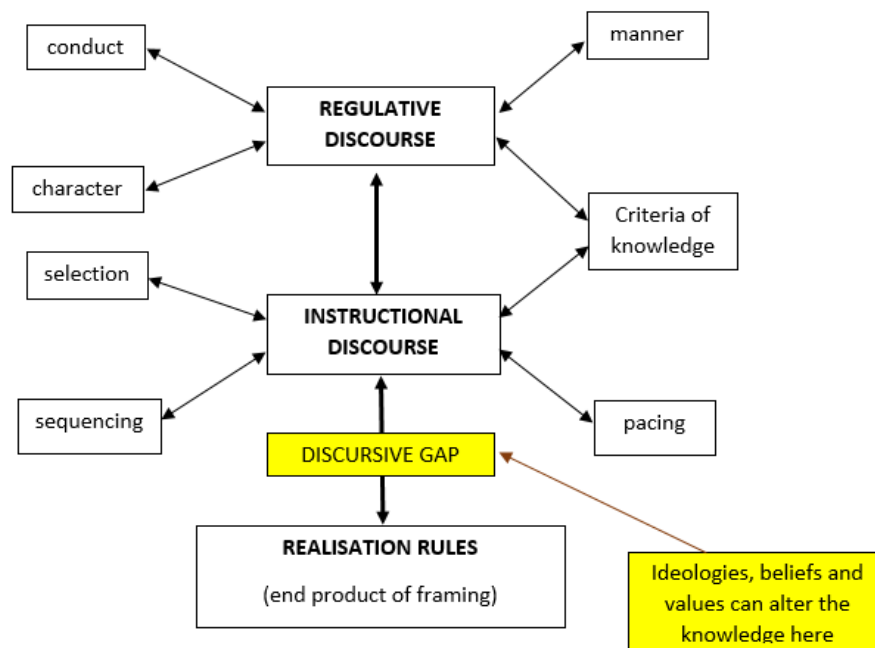 conduct
manner
REGULATIVE
DISCOURSE
character
Criteria of
knowledge
selection
INSTRUCTIONAL
DISCOURSE
sequencing
pacing
DISCURSIVE GAP
REALISATION RULES
(end product of framing)
Ideologies, beliefs and
values can alter the
knowledge here